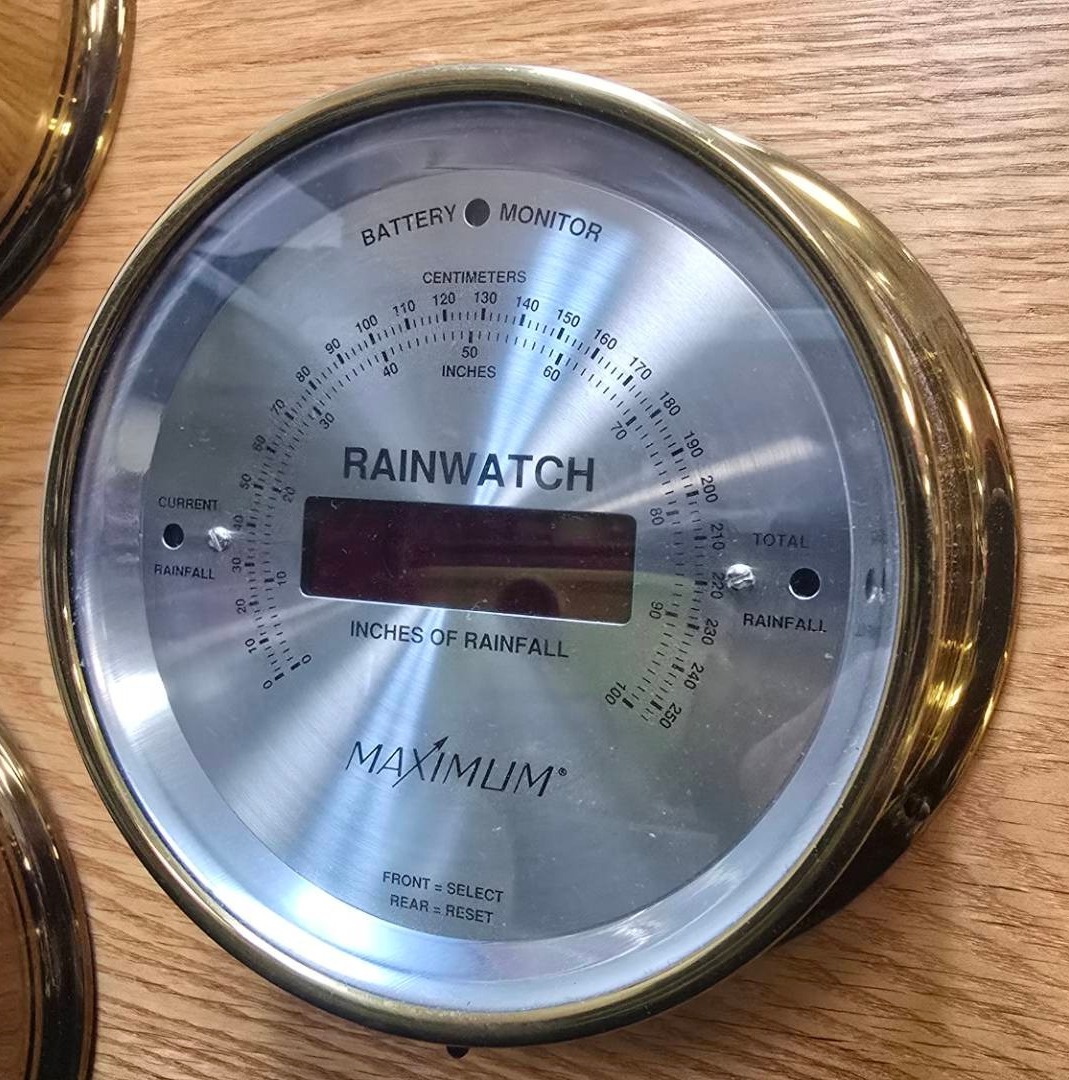 BATTERY MONITOR
CENTIMETERS
0 10 20 30 40 50 60 70 80 90 100 110 120 130 140 150 160 170 180 190 200 210 220 230 240 250
0 10 20 30 40 50 60 70 80 90 100
INCHES
RAINWATCH
CURRENT
RAINFALL
TOTAL
RAINFALL
INCHES OF RAINFALL
MAXIMUM®
FRONT = SELECT
REAR = RESET